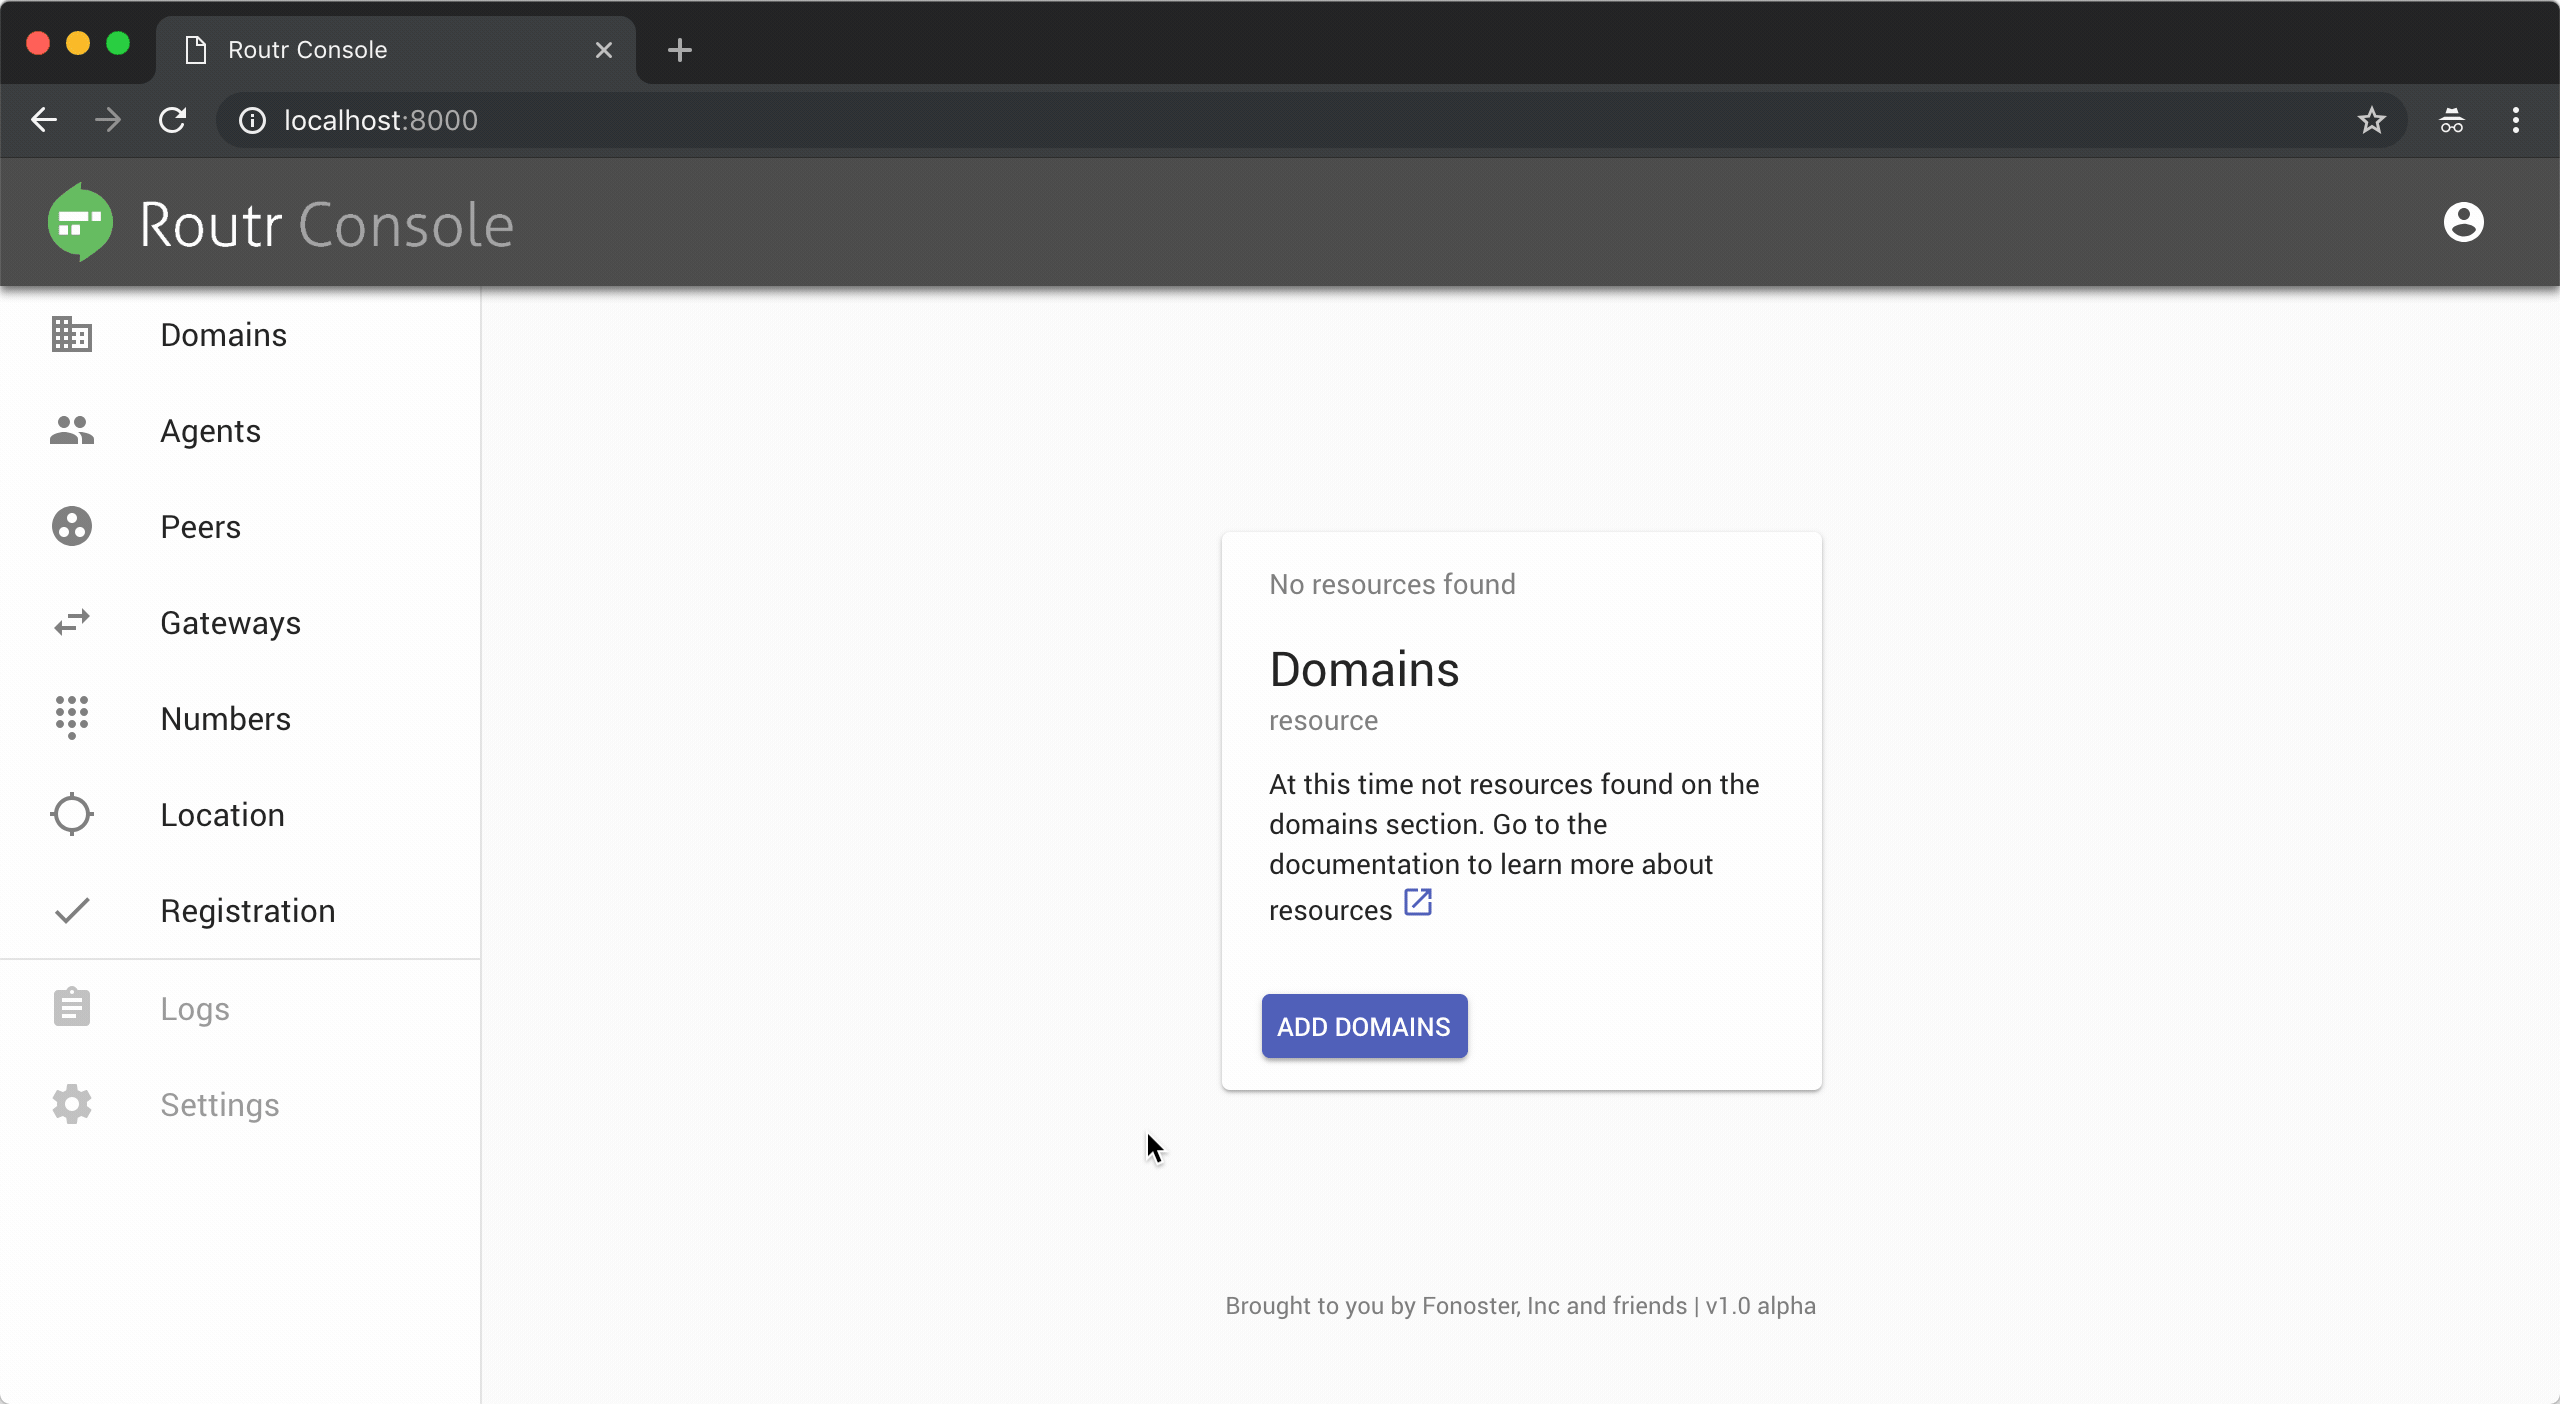 Routr Console
localhost:8000
Routr Console
Domains
Agents
Peers
Gateways
Numbers
Location
Registration
Logs
Settings
No resources found
Domains
resource
At this time not resources found on the
domains section. Go to the
documentation to learn more about
resources
ADD DOMAINS
Brought to you by Fonoster, Inc and friends | v1.0 alpha